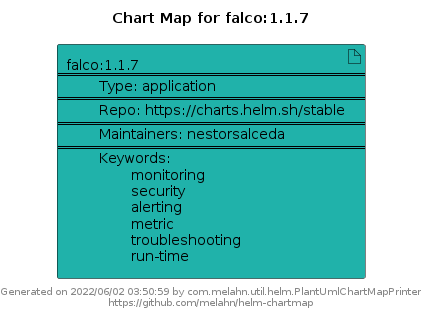 Chart Map for falco:1.1.7
falco:1.1.7
Type: application
Repo: https://charts.helm.sh/stable
Maintainers: nestorsalceda
Keywords:
monitoring
security
alerting
metric
troubleshooting
run-time
Generated on 2022/06/02 03:50:59 by com.melahn.util.helm.PlantUmlChartMapPrinter
https://github.com/melahn/helm-chartmap